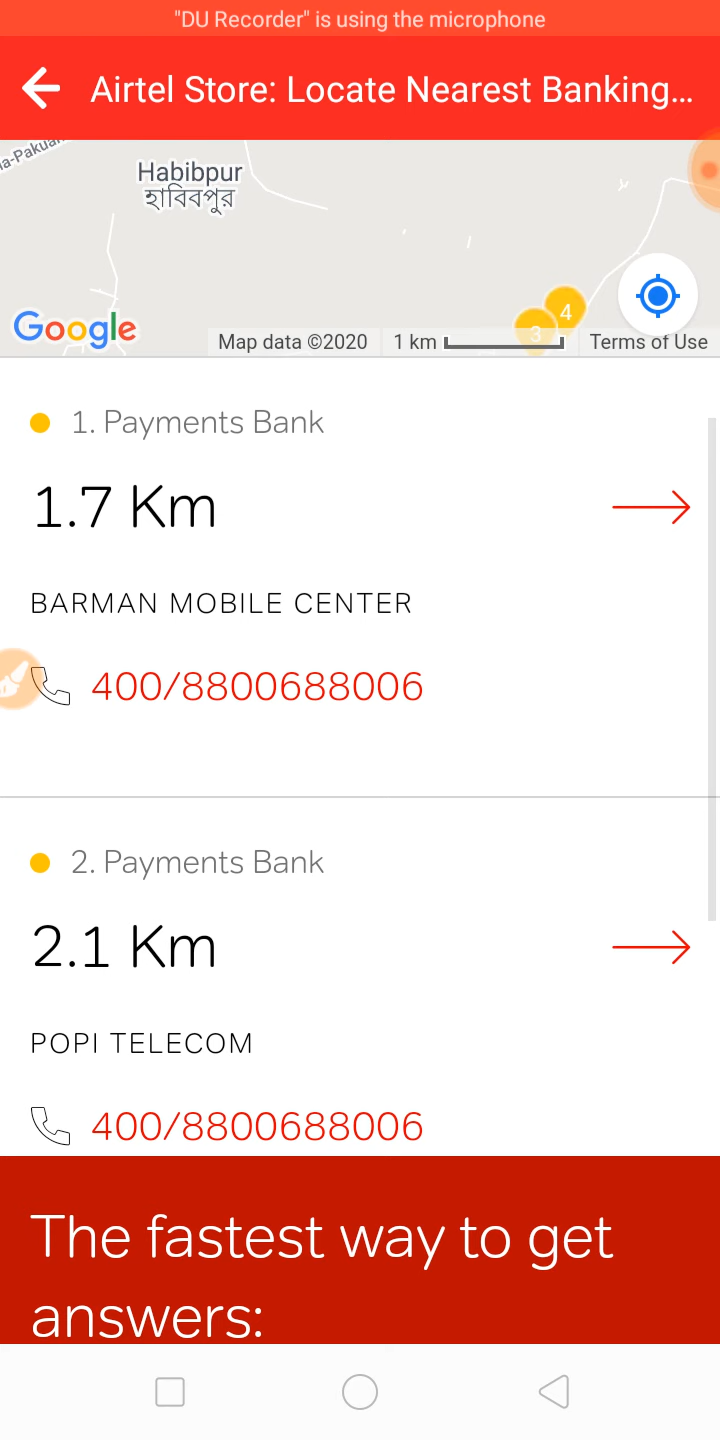 "DU Recorder" is using the microphone
Airtel Store: Locate Nearest Banking...
Habibpur
হাবিবপুর
4
3
Google
Map data ©2020
1 km
Terms of Use
1. Payments Bank
1.7 Km
BARMAN MOBILE CENTER
400/8800688006
2. Payments Bank
2.1 Km
POPI TELECOM
400/8800688006
The fastest way to get
answers: